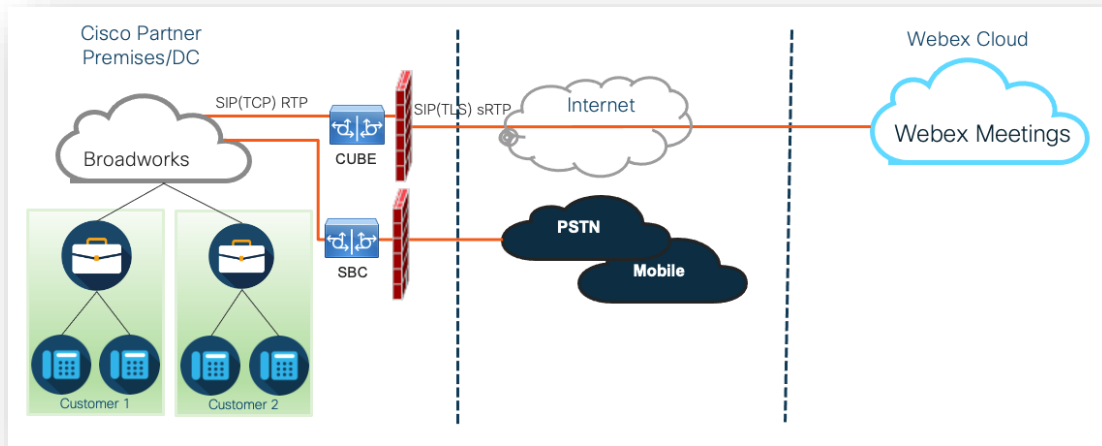 Cisco Partner
Premises/DC
Webex Cloud
SIP(TCP) RTP
SIP(TLS) sRTP
Internet
Webex Meetings
Broadworks
CUBE
PSTN
SBC
Mobile
Customer 1
Customer 2